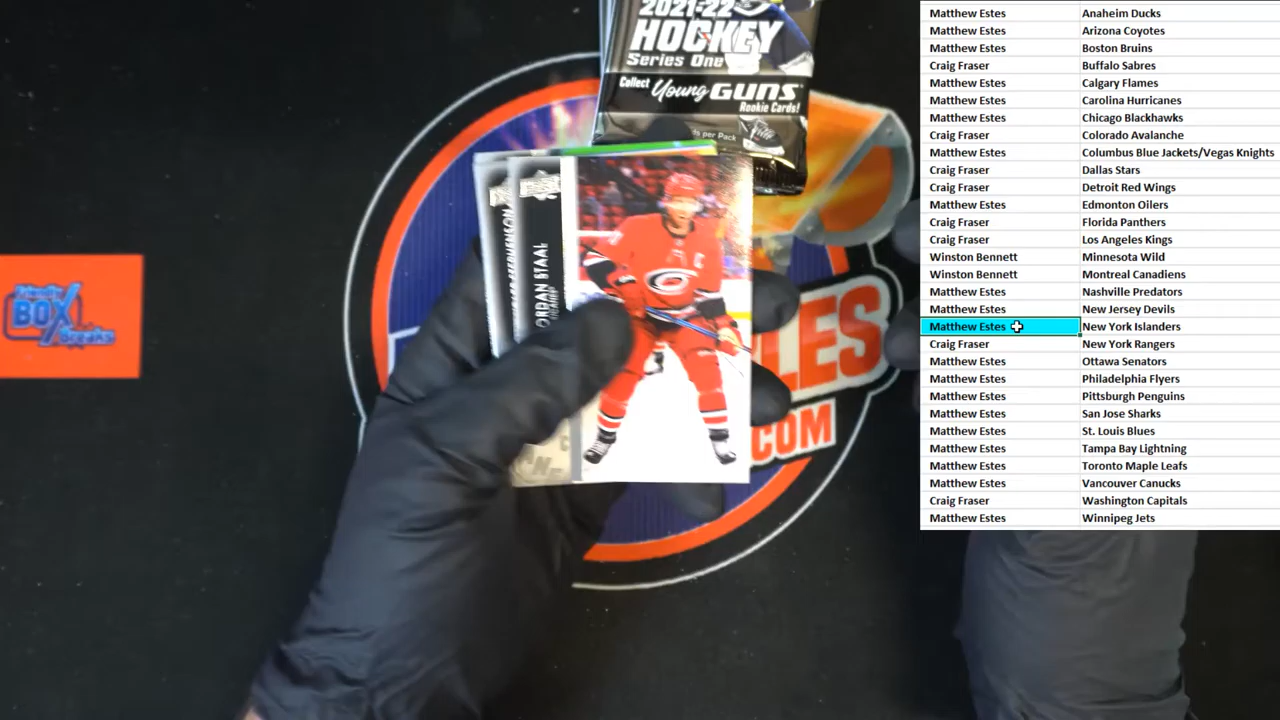 2021-22
HOCKEY
Series One
Collect Young GUNS
Rookie Cards!
per Pack
JORDAN STAAL
BOX
Breaks
LES
.COM
Matthew Estes Anaheim Ducks
Matthew Estes Arizona Coyotes
Matthew Estes Boston Bruins
Craig Fraser Buffalo Sabres
Matthew Estes Calgary Flames
Matthew Estes Carolina Hurricanes
Matthew Estes Chicago Blackhawks
Craig Fraser Colorado Avalanche
Matthew Estes Columbus Blue Jackets/Vegas Knights
Craig Fraser Dallas Stars
Craig Fraser Detroit Red Wings
Matthew Estes Edmonton Oilers
Craig Fraser Florida Panthers
Craig Fraser Los Angeles Kings
Winston Bennett Minnesota Wild
Winston Bennett Montreal Canadiens
Matthew Estes Nashville Predators
Matthew Estes New Jersey Devils
Matthew Estes New York Islanders
Craig Fraser New York Rangers
Matthew Estes Ottawa Senators
Matthew Estes Philadelphia Flyers
Matthew Estes Pittsburgh Penguins
Matthew Estes San Jose Sharks
Matthew Estes St. Louis Blues
Matthew Estes Tampa Bay Lightning
Matthew Estes Toronto Maple Leafs
Matthew Estes Vancouver Canucks
Craig Fraser Washington Capitals
Matthew Estes Winnipeg Jets